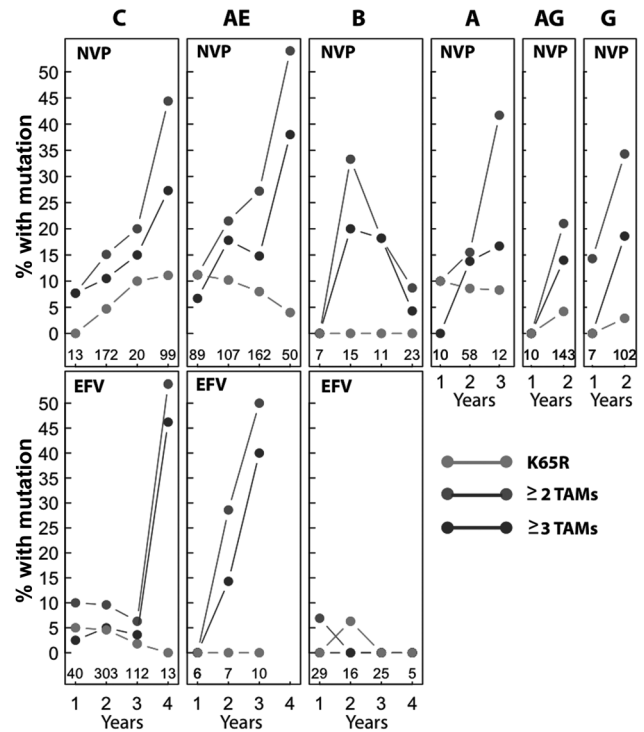 C AE B A AG G
NVP NVP NVP NVP NVP NVP
% with mutation
50
45
40
35
30
25
20
15
10
5
0
13 172 20 99 89 107 162 50 7 15 11 23 10 58 12 10 143 7 102
1 2 3 1 2 1 2
Years Years Years
EFV EFV EFV
% with mutation
50
45
40
35
30
25
20
15
10
5
0
40 303 112 13 6 7 10 29 16 25 5
1 2 3 4 1 2 3 4 1 2 3 4
Years Years Years
K65R
≥2 TAMs
≥3 TAMs